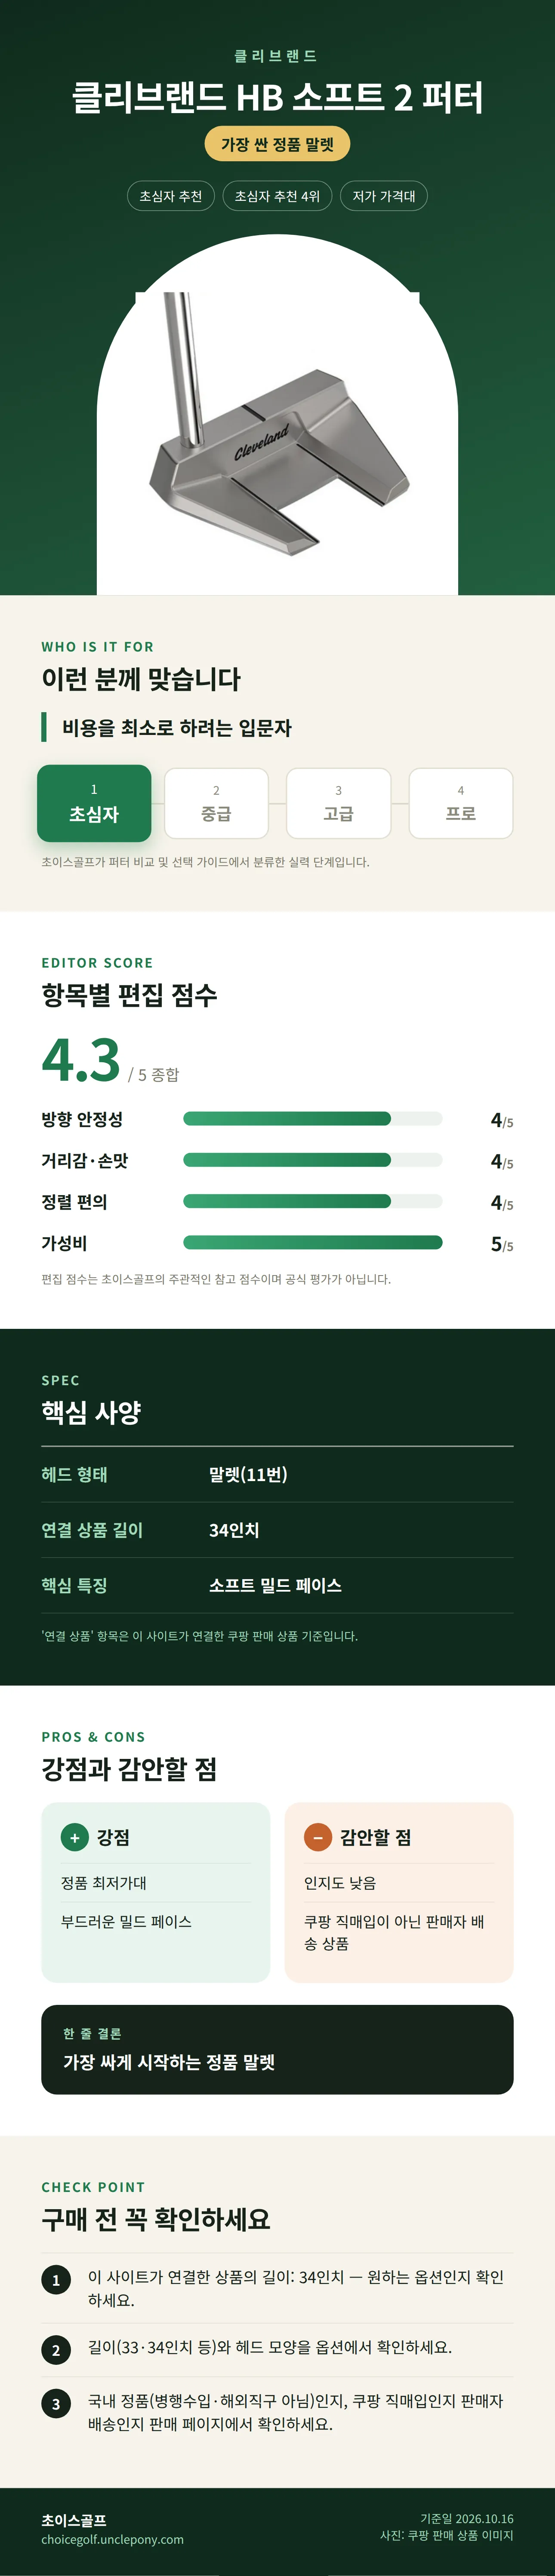 클리브랜드
클리브랜드 HB 소프트 2 퍼터
가장 싼 정품 말렛
초심자 추천
초심자 추천 4위
저가 가격대
Cleveland
WHO IS IT FOR
이런 분께 맞습니다
비용을 최소로 하려는 입문자
1
초심자
2
중급
3
고급
4
프로
초이스골프가 퍼터 비교 및 선택 가이드에서 분류한 실력 단계입니다.
EDITOR SCORE
항목별 편집 점수
4.3 / 5 종합
방향 안정성 4/5
거리감·손맛 4/5
정렬 편의 4/5
가성비 5/5
편집 점수는 초이스골프의 주관적인 참고 점수이며 공식 평가가 아닙니다.
SPEC
핵심 사양
헤드 형태 말렛(11번)
연결 상품 길이 34인치
핵심 특징 소프트 밀드 페이스
'연결 상품' 항목은 이 사이트가 연결한 쿠팡 판매 상품 기준입니다.
PROS & CONS
강점과 감안할 점
+ 강점
정품 최저가대
부드러운 밀드 페이스
− 감안할 점
인지도 낮음
쿠팡 직매입이 아닌 판매자 배
송 상품
한 줄 결론
가장 싸게 시작하는 정품 말렛
CHECK POINT
구매 전 꼭 확인하세요
1 이 사이트가 연결한 상품의 길이: 34인치 — 원하는 옵션인지 확인
하세요.
2 길이(33·34인치 등)와 헤드 모양을 옵션에서 확인하세요.
3 국내 정품(병행수입·해외직구 아님)인지, 쿠팡 직매입인지 판매자
배송인지 판매 페이지에서 확인하세요.
초이스골프
choicegolf.unclepony.com
기준일 2026.10.16
사진: 쿠팡 판매 상품 이미지